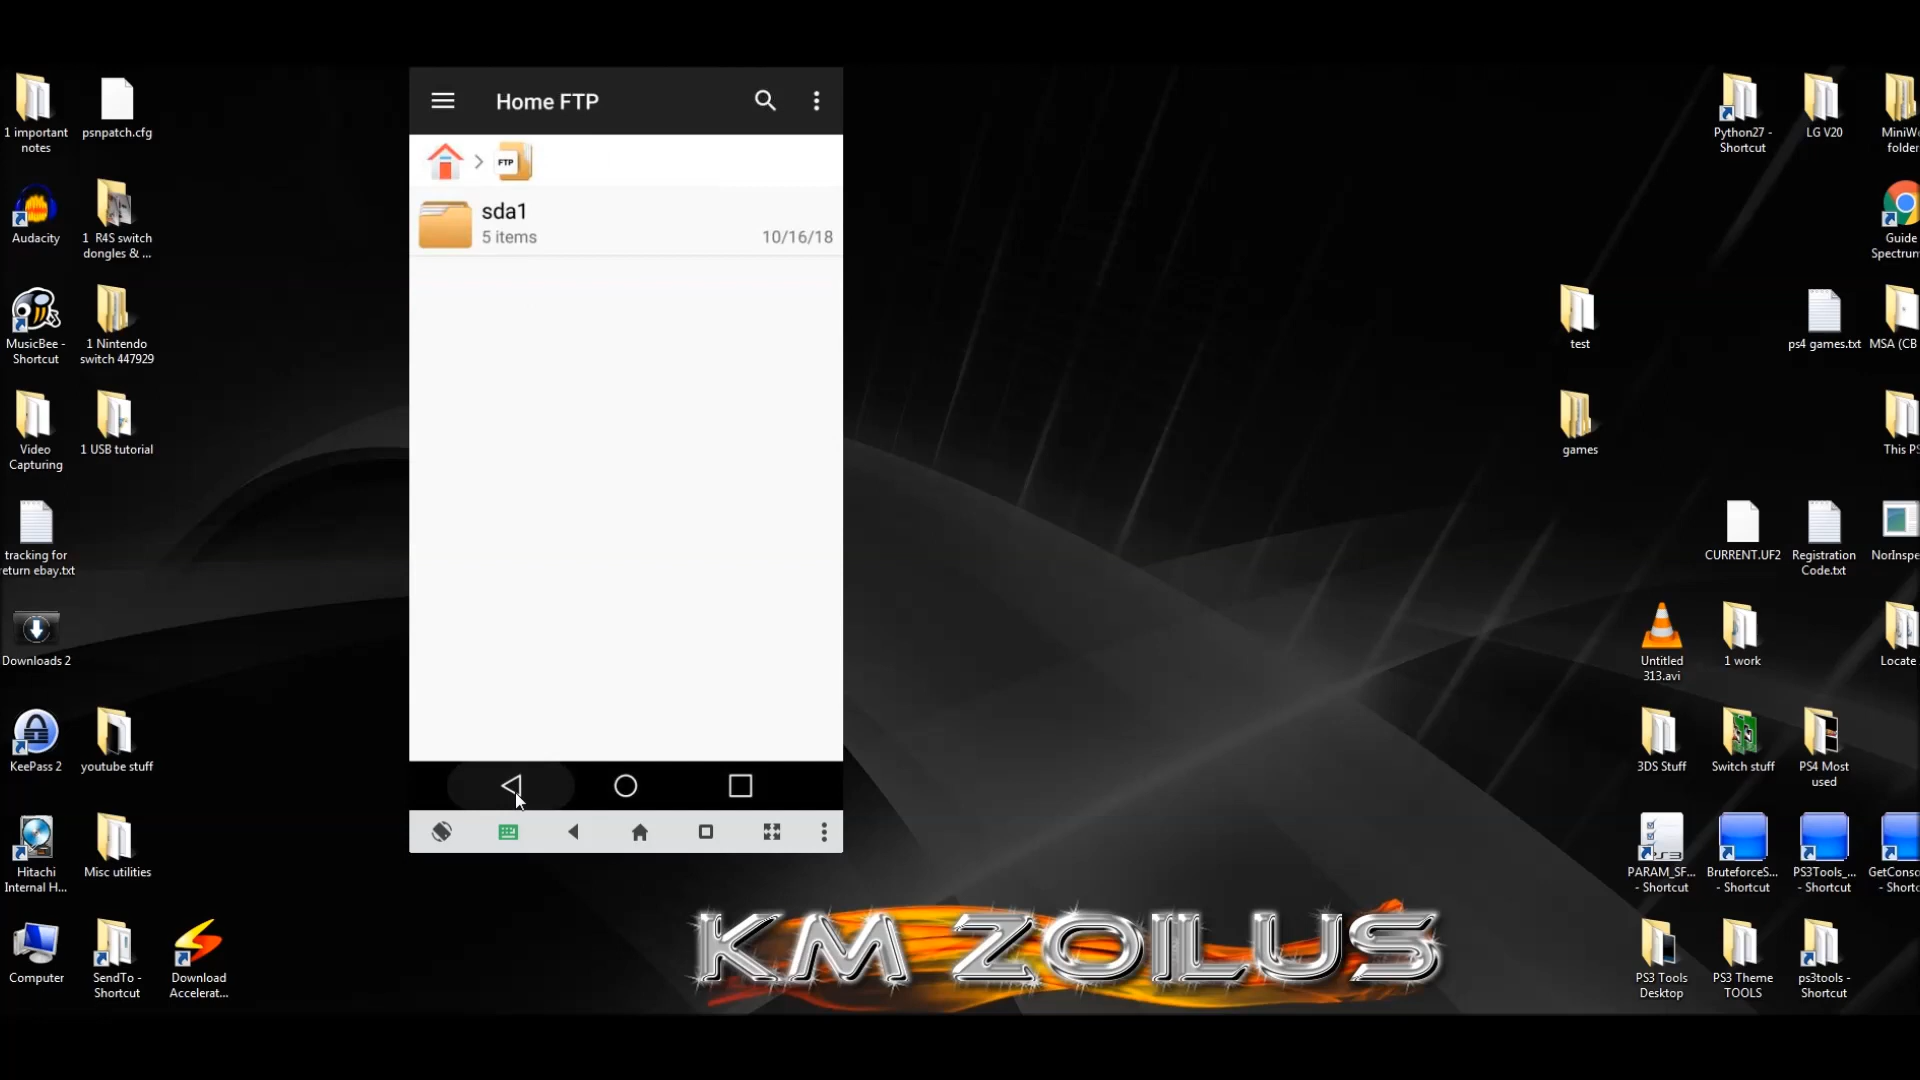 Home FTP
FTP
sda1
5 items
10/16/18
1 important
notes
psnpatch.cfg
Audacity
1 R4S switch
dongles & ...
MusicBee -
Shortcut
1 Nintendo
switch 447929
Video
Capturing
1 USB tutorial
tracking for
return ebay.txt
Downloads 2
KeePass 2
youtube stuff
Hitachi
Internal H...
Misc utilities
Computer
SendTo -
Shortcut
Download
Accelerat...
Python27 -
Shortcut
LG V20
MiniW
folder
Guide
Spectrum
test
ps4 games.txt
MSA (CB
games
This PS
CURRENT.UF2
Registration
Code.txt
NorInspe
Untitled
313.avi
1 work
Locate
3DS Stuff
Switch stuff
PS4 Most
used
PARAM_SF...
- Shortcut
BruteforceS...
- Shortcut
PS3Tools_...
- Shortcut
GetConso
- Shortc
PS3 Tools
Desktop
PS3 Theme
TOOLS
ps3tools -
Shortcut
KM ZOILUS